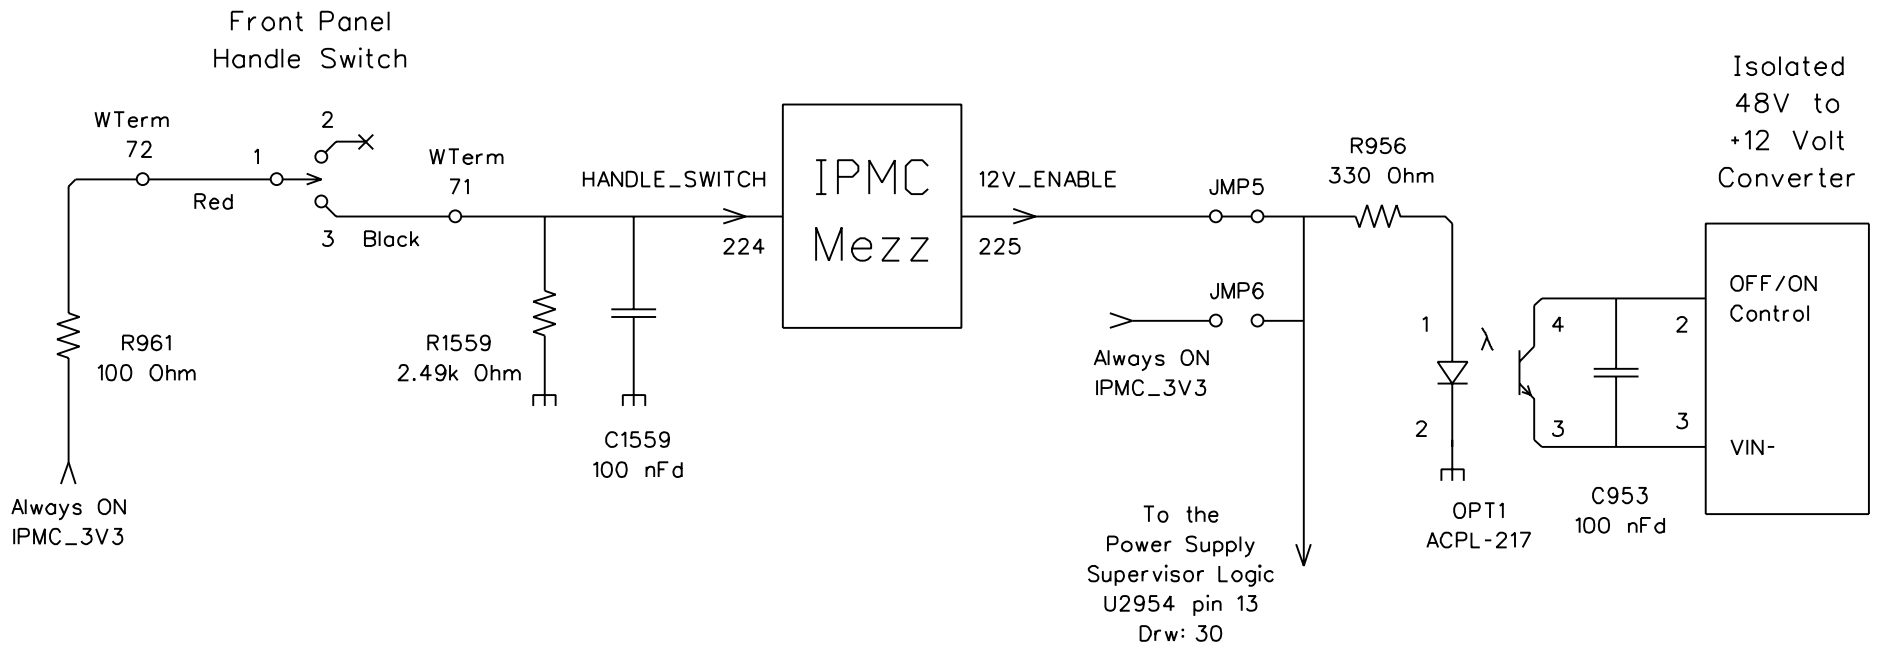 Front Panel
Handle Switch
WTerm
72
1
2
Red
3
Black
WTerm
71
R961
100 Ohm
Always ON
IPMC_3V3
R1559
2.49k Ohm
C1559
100 nFd
HANDLE_SWITCH
224
IPMC
Mezz
12V_ENABLE
225
JMP5
JMP6
Always ON
IPMC_3V3
To the
Power Supply
Supervisor Logic
U2954 pin 13
Drw: 30
R956
330 Ohm
1
λ
2
OPT1
ACPL-217
4
3
C953
100 nFd
2
3
Isolated
48V to
+12 Volt
Converter
OFF/ON
Control
VIN-